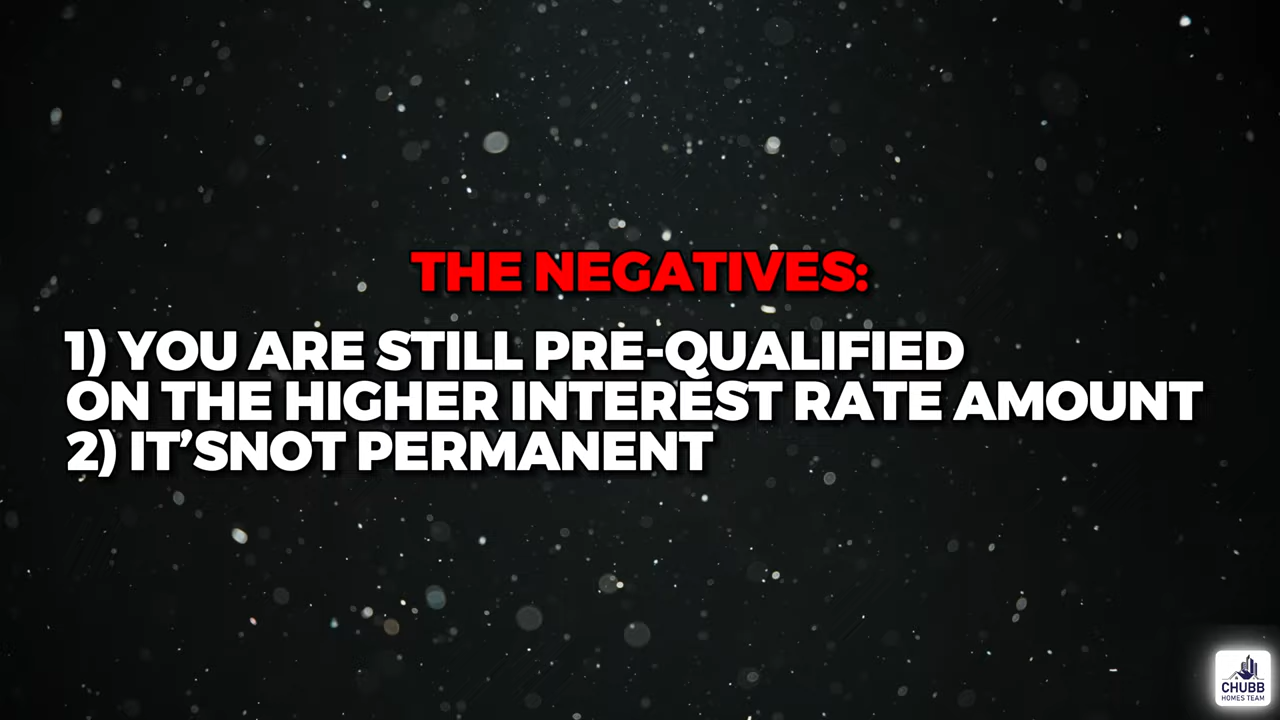 THE NEGATIVES:
1) YOU ARE STILL PRE-QUALIFIED
ON THE HIGHER INTEREST RATE AMOUNT
2) IT’SNOT PERMANENT
CHUBB
HOMES TEAM